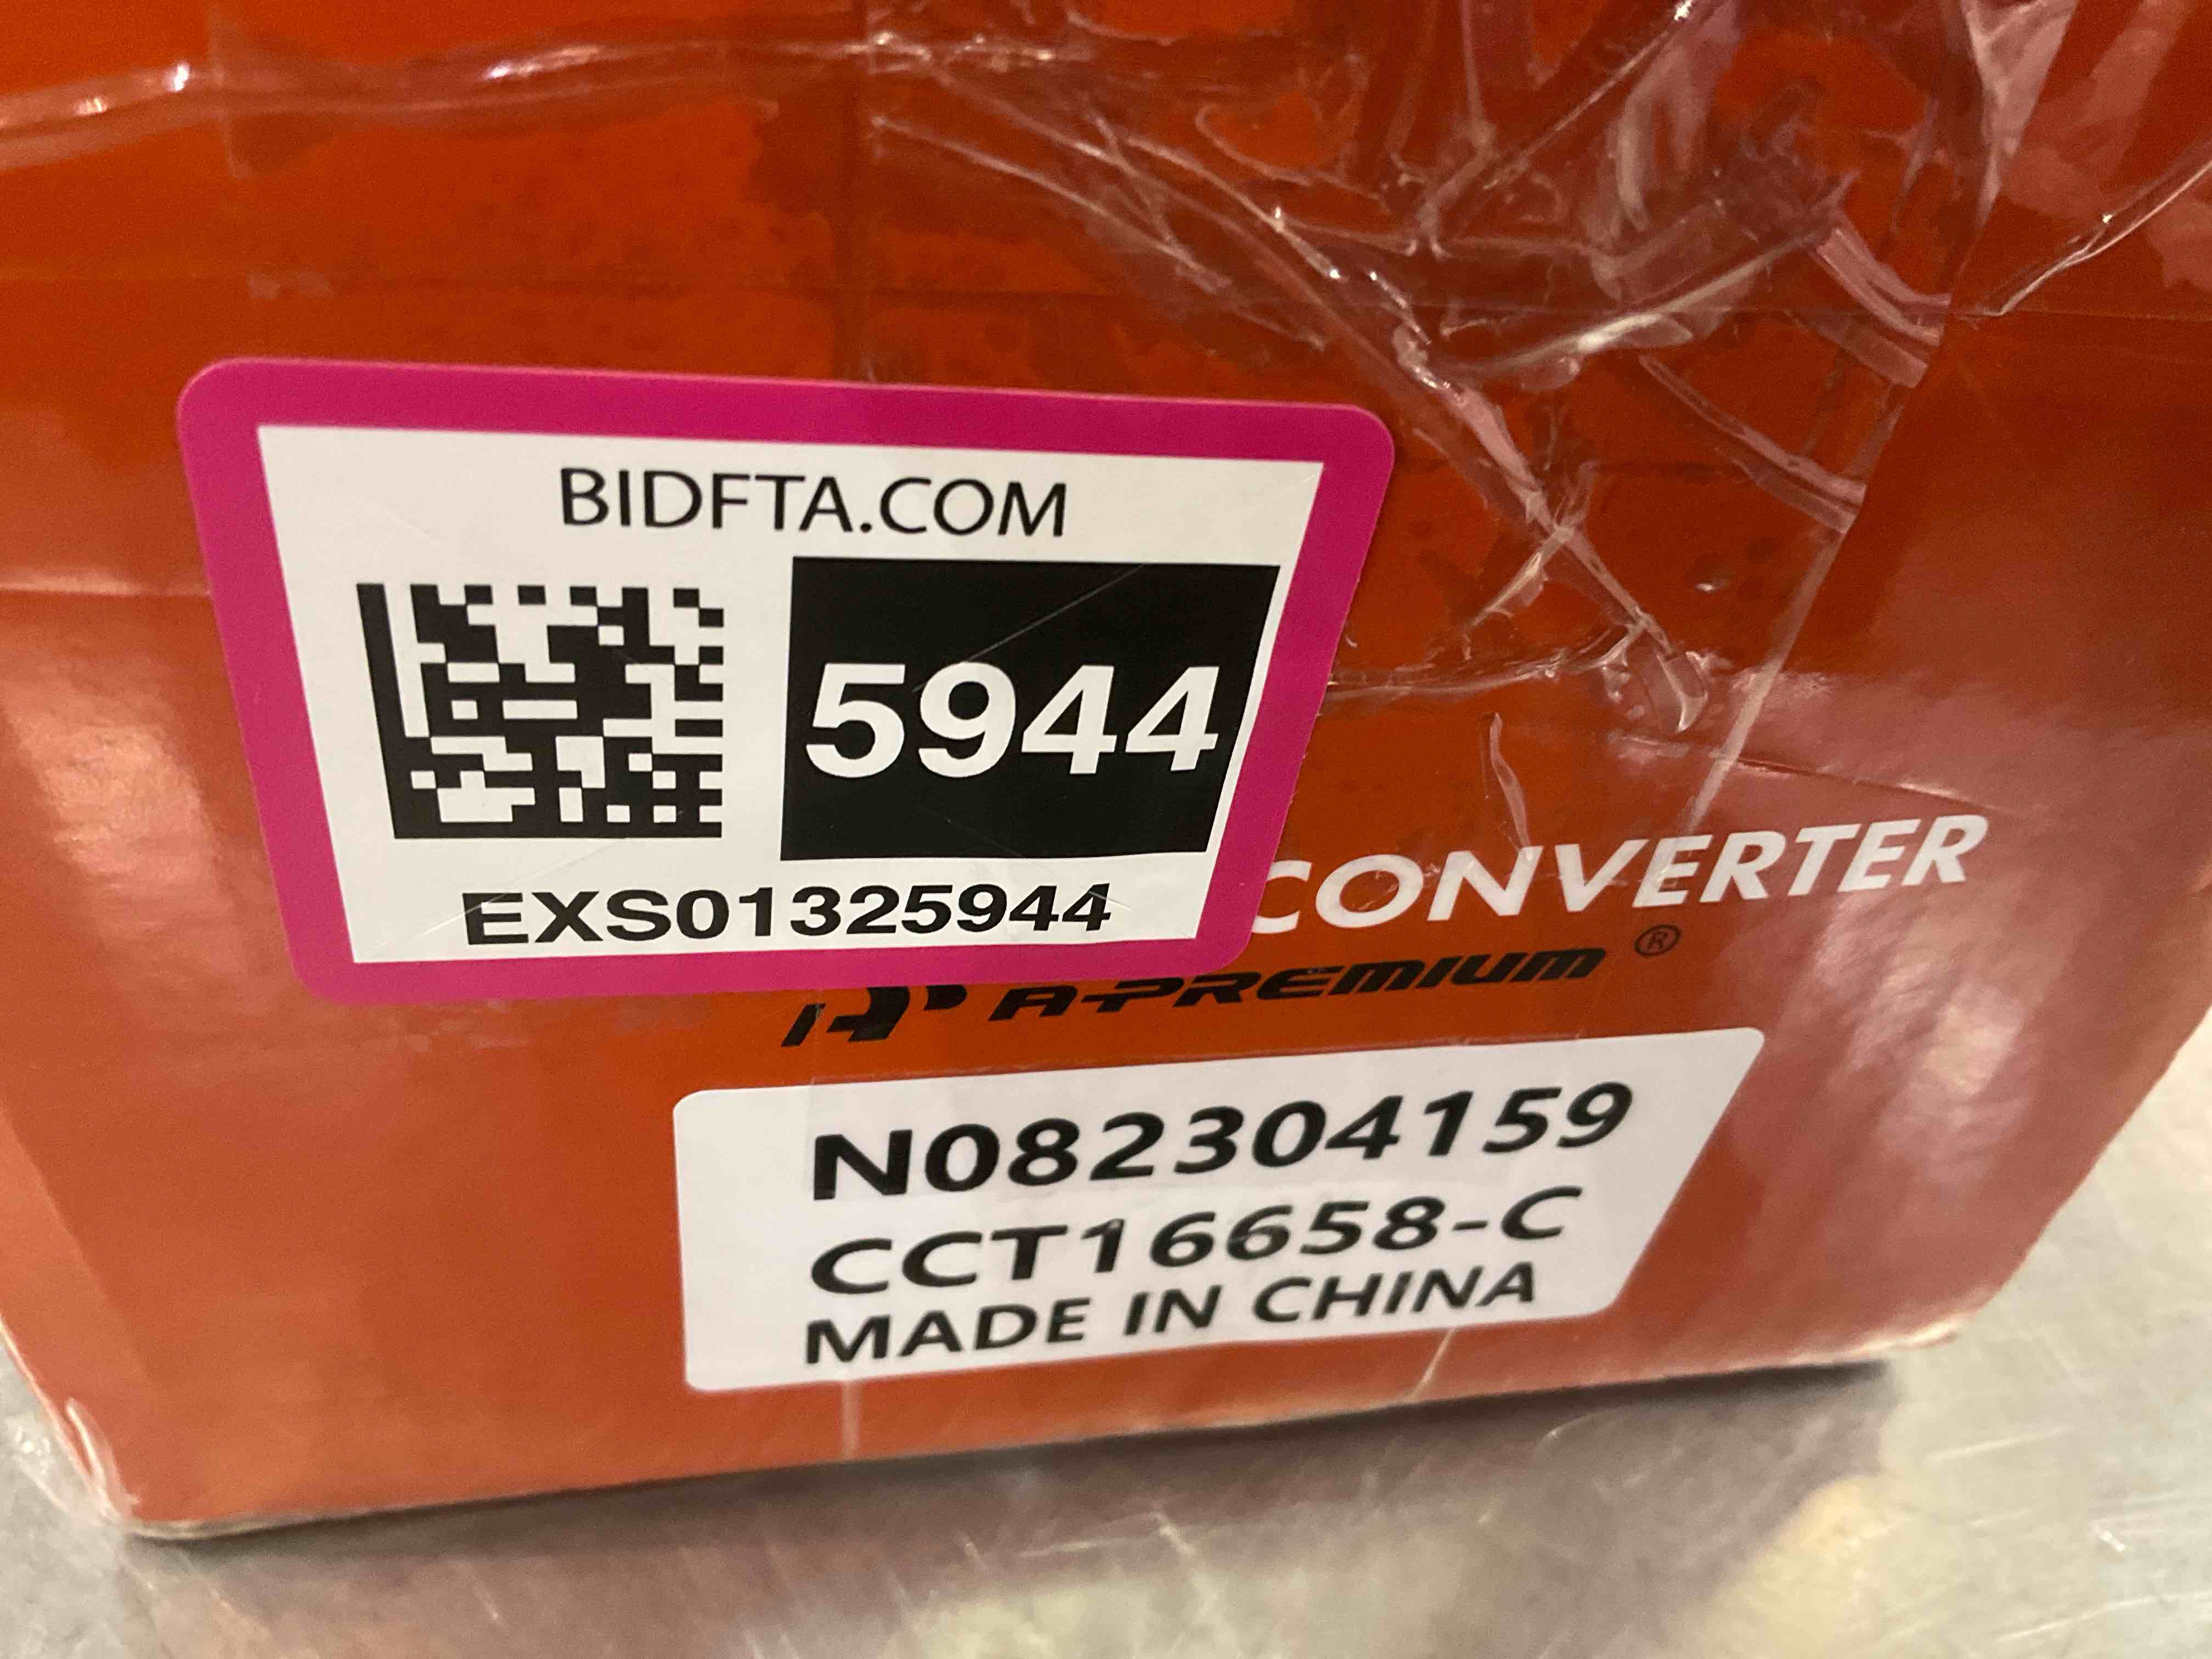 BIDFTA.COM
5944
EXS01325944
CONVERTER
A-PREMIUM®
N082304159
CCT16658-C
MADE IN CHINA